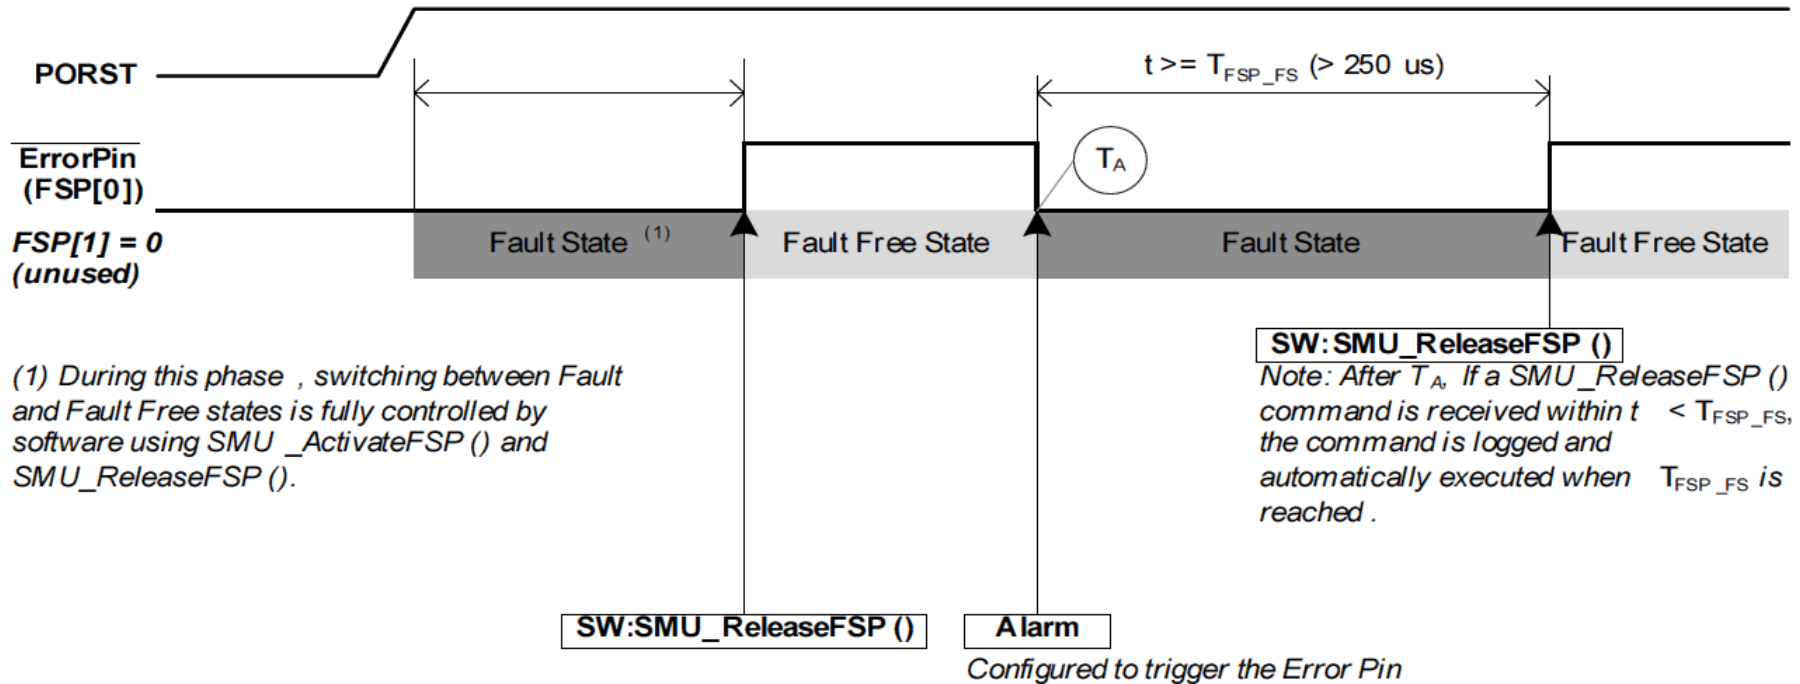 PORST
t >= TFSP_FS (> 250 us)
ErrorPin
(FSP[0])
TA
FSP[1] = 0
(unused)
Fault State (1)
Fault Free State
Fault State
Fault Free State
SW:SMU_ReleaseFSP ()
(1) During this phase , switching between Fault
and Fault Free states is fully controlled by
software using SMU _ActivateFSP () and
SMU_ReleaseFSP ().
Note: After TA, If a SMU_ReleaseFSP ()
command is received within t < TFSP_FS,
the command is logged and
automatically executed when TFSP_FS is
reached .
SW:SMU_ReleaseFSP ()
Alarm
Configured to trigger the Error Pin